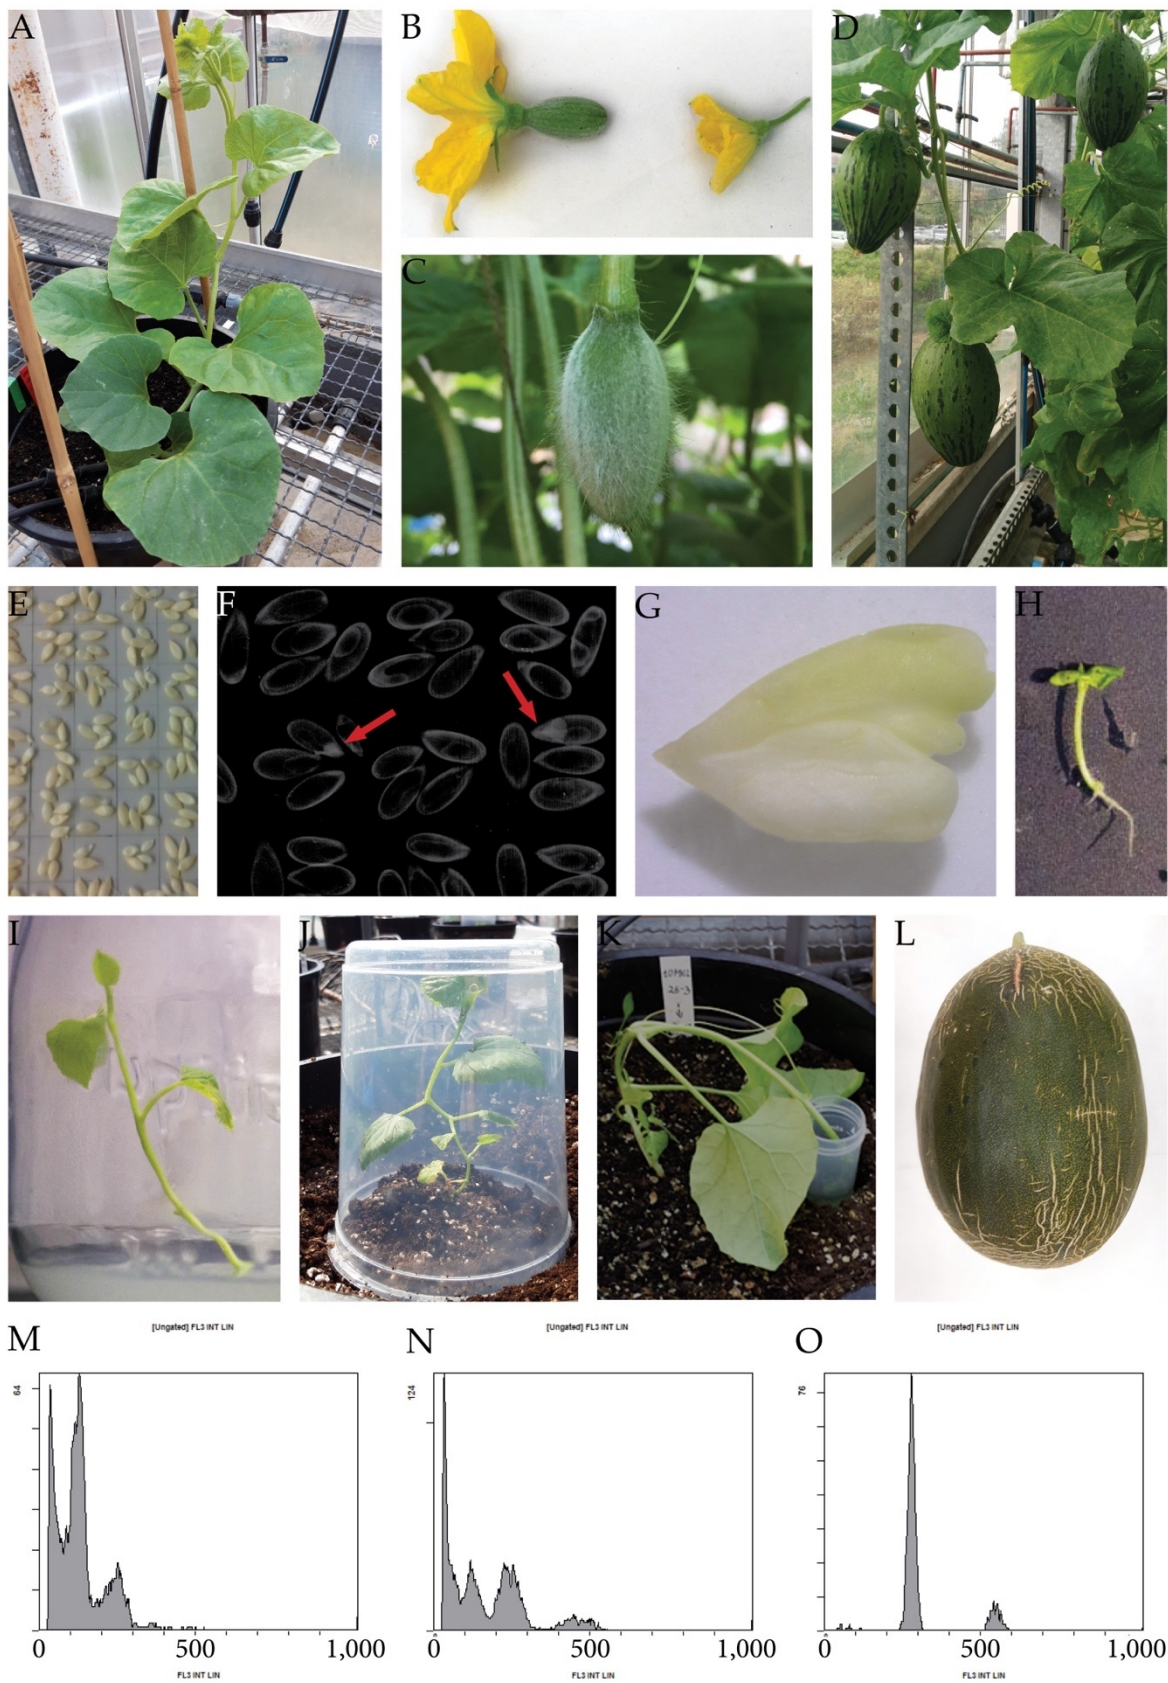 A
B
D
C
E
F
G
H
I
J
K
L
M
[Ungated] FL3 INT LIN
64
0
500
1,000
FL3 INT LIN
N
[Ungated] FL3 INT LIN
124
0
500
1,000
FL3 INT LIN
O
[Ungated] FL3 INT LIN
76
0
500
1,000
FL3 INT LIN